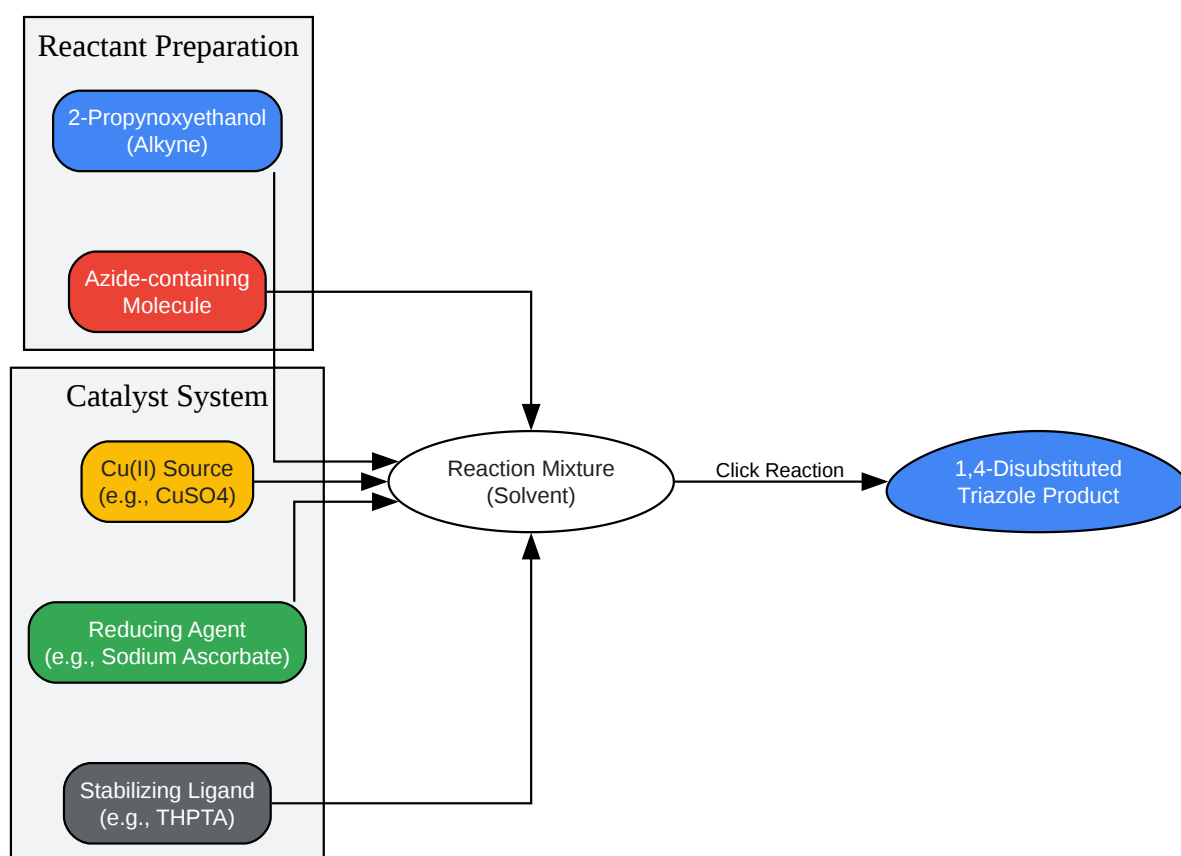 Reactant Preparation
2-Propynoxyethanol
(Alkyne)
Azide-containing
Molecule
Catalyst System
Cu(II) Source
(e.g., CuSO4)
Reducing Agent
(e.g., Sodium Ascorbate)
Stabilizing Ligand
(e.g., THPTA)
Reaction Mixture
(Solvent)
Click Reaction
1,4-Disubstituted
Triazole Product